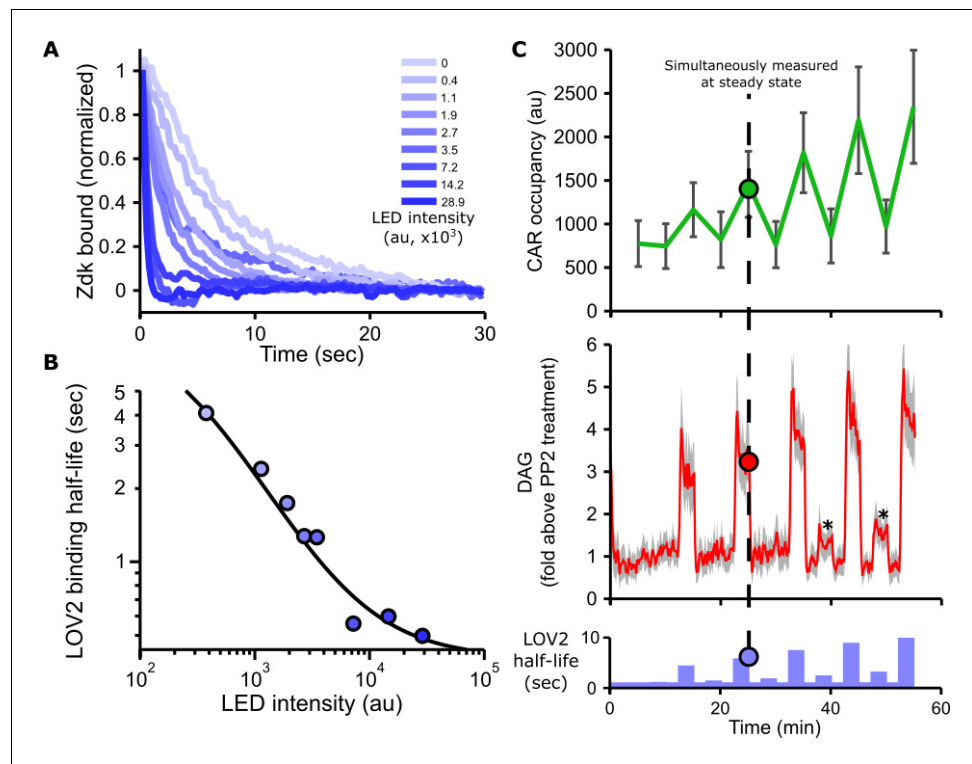 A
Zdk bound (normalized)
1
0.8
0.6
0.4
0.2
0
0 10 20 30
Time (sec)
0
0.4
1.1
1.9
2.7
3.5
7.2
14.2
28.9
LED intensity
(au, x10³)
B
LOV2 binding half-life (sec)
5
4
3
2
1
10² 10³ 10⁴ 10⁵
LED intensity (au)
C
CAR occupancy (au)
3000
2500
2000
1500
1000
500
0
Simultaneously measured
at steady state
DAG
(fold above PP2 treatment)
6
5
4
3
2
1
0
* *
LOV2
half-life
(sec)
10
0
0 20 40 60
Time (min)